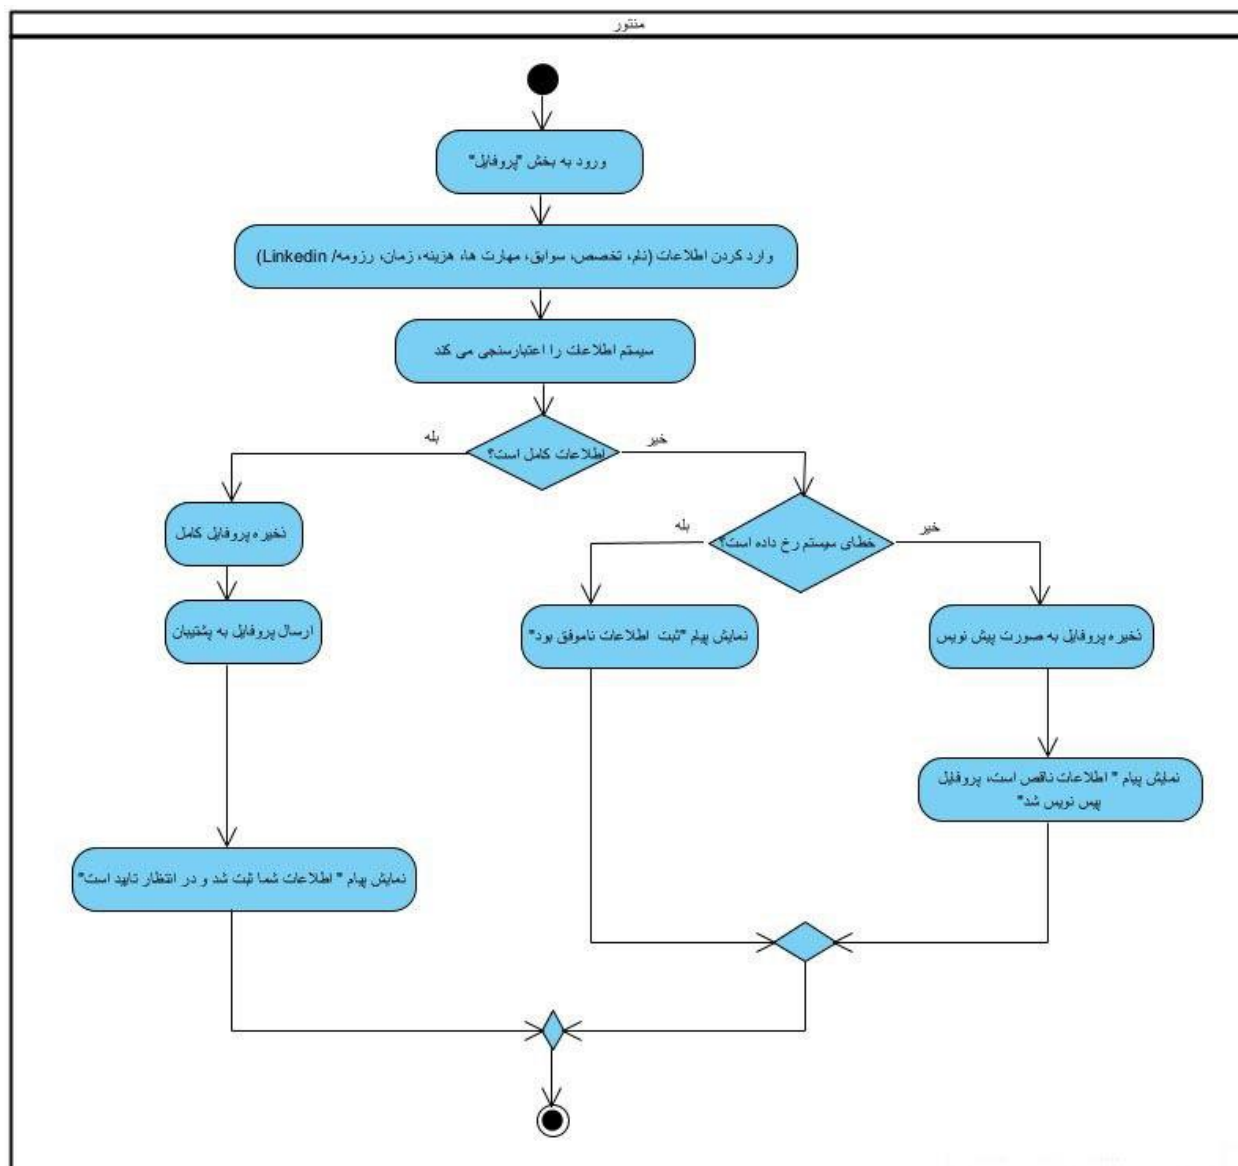 منتور
ورود به بخش "پروفایل"
وارد کردن اطلاعات (نام، تخصص، سوابق، مهارت ها، هزینه، زمان، رزومه/ Linkedin)
سیستم اطلاعات را اعتبارسنجی می کند
اطلاعات کامل است؟
بله
خیر
ذخیره پروفایل کامل
ارسال پروفایل به پشتیبان
نمایش پیام " اطلاعات شما ثبت شد و در انتظار تایید است"
خطای سیستم رخ داده است؟
بله
خیر
نمایش پیام "ثبت اطلاعات ناموفق بود"
ذخیره پروفایل به صورت پیش نویس
نمایش پیام " اطلاعات ناقص است، پروفایل
پیس نویس شد"